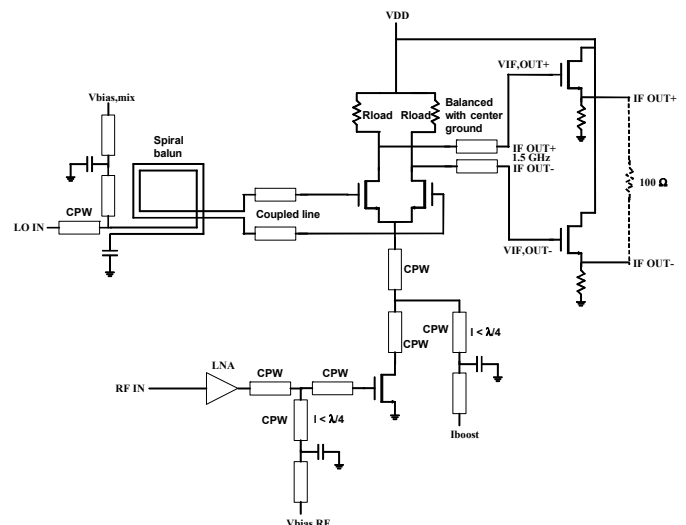 VDD
VIF,OUT+
IF OUT+
Vbias,mix
Rload
Rload
Balanced
with center
ground
IF OUT+
1.5 GHz
IF OUT-
Spiral
balun
100 Ω
CPW
Coupled line
LO IN
VIF,OUT-
IF OUT-
CPW
CPW
CPW
l < λ/4
LNA
CPW
CPW
RF IN
CPW
l < λ/4
Iboost
Vbias,RF